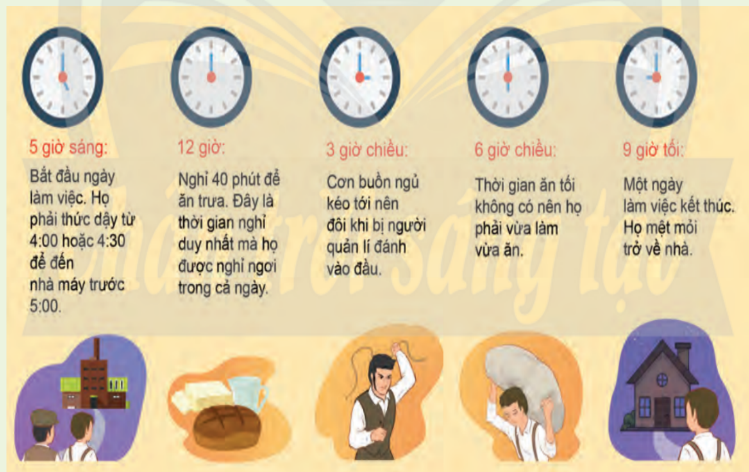 5 giờ sáng:
Bắt đầu ngày
làm việc. Họ
phải thức dậy từ
4:00 hoặc 4:30
để đến
nhà máy trước
5:00.
12 giờ:
Nghỉ 40 phút để
ăn trưa. Đây là
thời gian nghỉ
duy nhất mà họ
được nghỉ ngơi
trong cả ngày.
3 giờ chiều:
Cơn buồn ngủ
kéo tới nên
đôi khi bị người
quản lí đánh
vào đầu.
6 giờ chiều:
Thời gian ăn tối
không có nên họ
phải vừa làm
vừa ăn.
9 giờ tối:
Một ngày
làm việc kết thúc.
Họ mệt mỏi
trở về nhà.
Chân trời sáng tạo